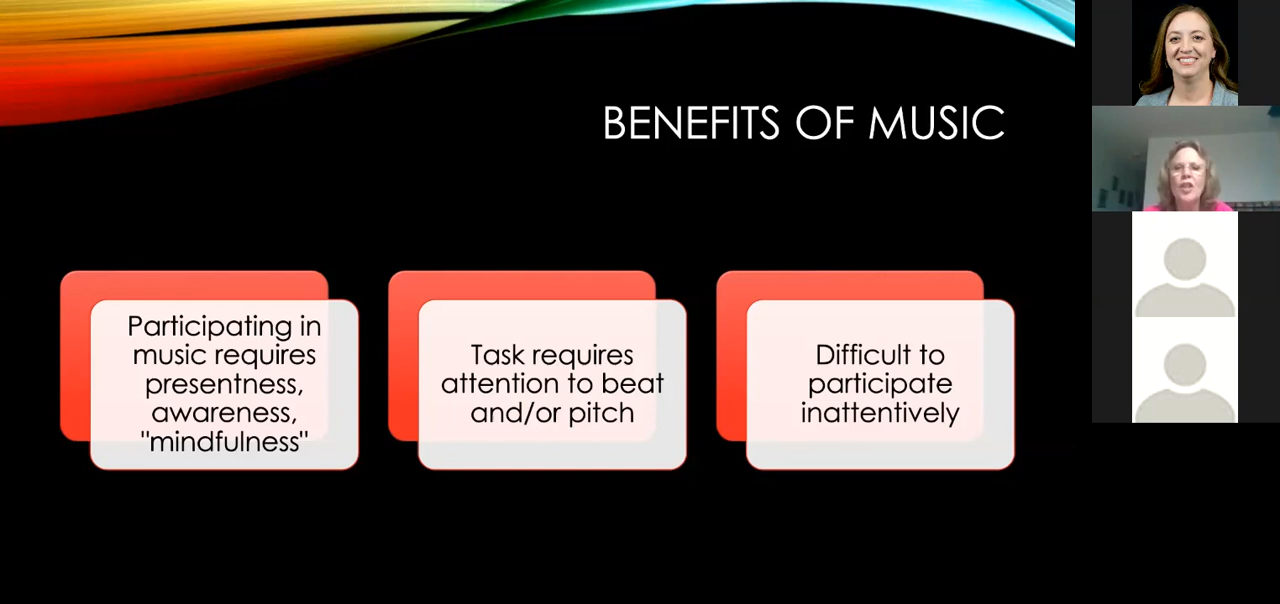 BENEFITS OF MUSIC
Participating in
music requires
presentness,
awareness,
"mindfulness"
Task requires
attention to beat
and/or pitch
Difficult to
participate
inattentively